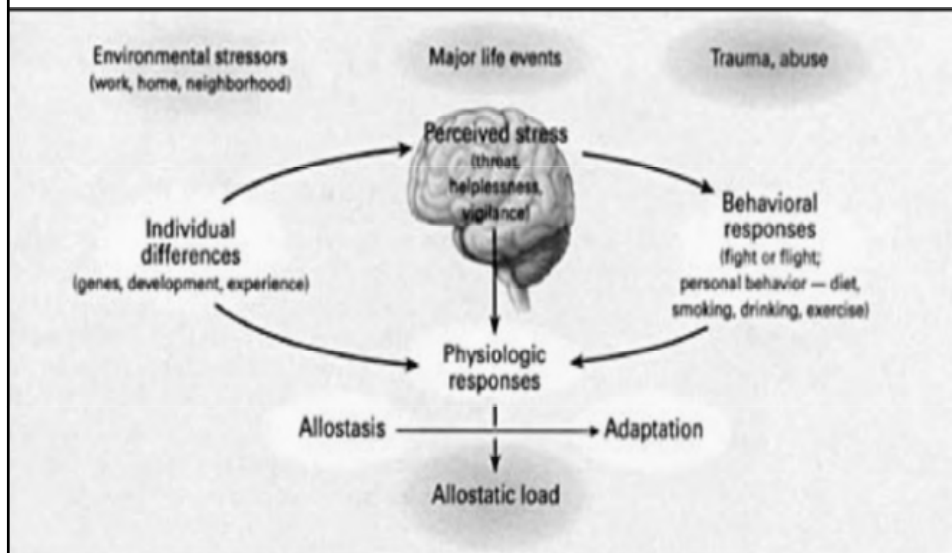 Environmental stressors
(work, home, neighborhood)
Major life events
Trauma, abuse
Perceived stress
(threat,
helplessness,
vigilance)
Individual
differences
(genes, development, experience)
Behavioral
responses
(fight or flight;
personal behavior — diet,
smoking, drinking, exercise)
Physiologic
responses
Allostasis
Adaptation
Allostatic load